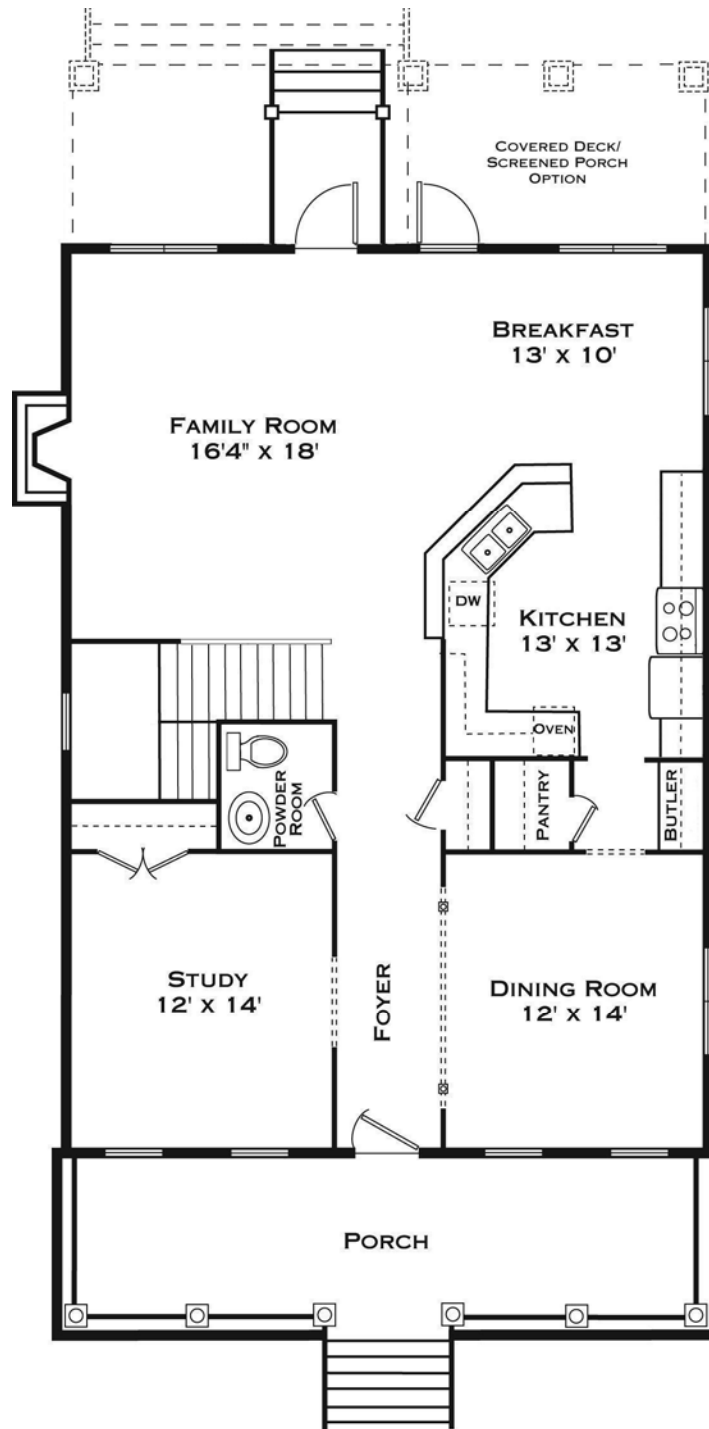 COVERED DECK/
SCREENED PORCH
OPTION
BREAKFAST
13' X 10'
FAMILY ROOM
16'4" X 18'
DW
KITCHEN
13' X 13'
OVEN
POWDER
ROOM
PANTRY
BUTLER
STUDY
12' X 14'
FOYER
DINING ROOM
12' X 14'
PORCH